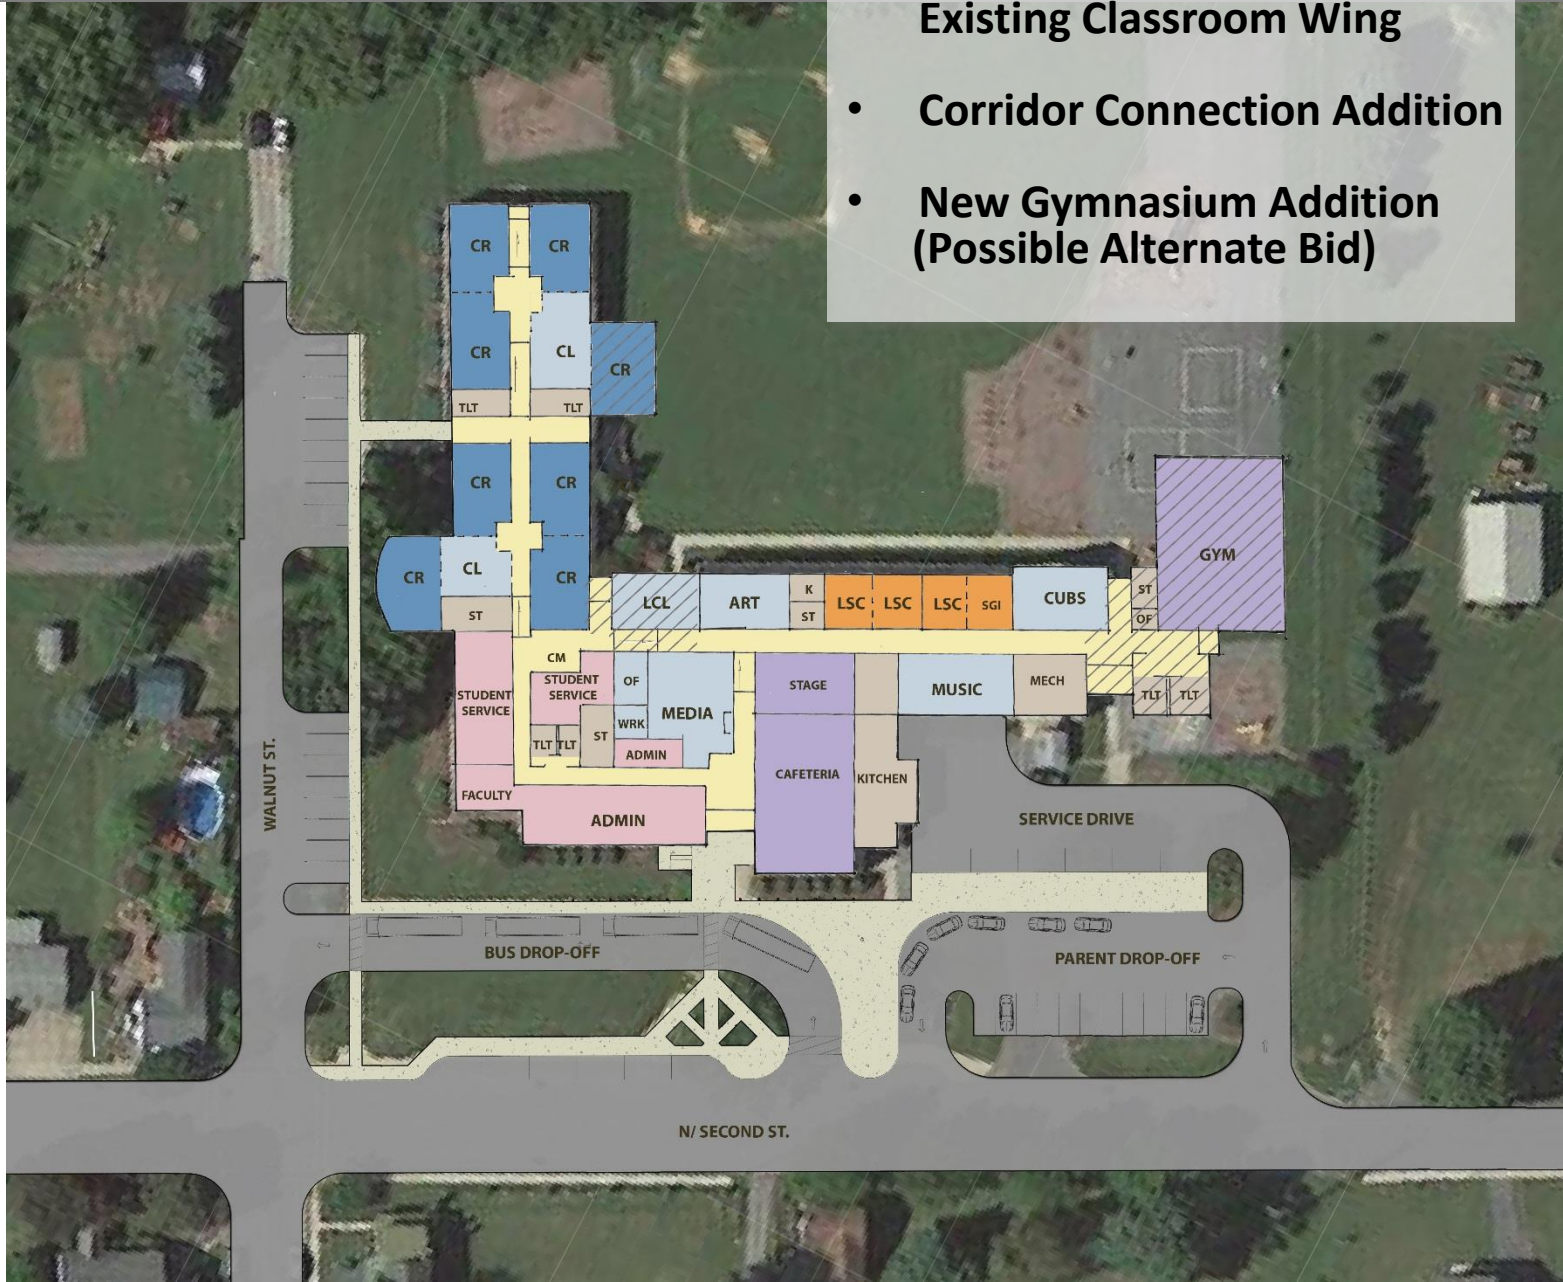 Existing Classroom Wing
• Corridor Connection Addition
• New Gymnasium Addition
(Possible Alternate Bid)
CR
CR
CR
CL
CR
TLT
TLT
CR
CR
CR
CL
CR
ST
LCL
ART
K
ST
LSC
LSC
LSC
SGI
CUBS
ST
OF
GYM
CM
STUDENT
SERVICE
STUDENT
SERVICE
OF
WRK
MEDIA
TLT
TLT
ST
ADMIN
STAGE
MUSIC
MECH
TLT
TLT
CAFETERIA
KITCHEN
FACULTY
ADMIN
WALNUT ST.
SERVICE DRIVE
BUS DROP-OFF
PARENT DROP-OFF
N/ SECOND ST.